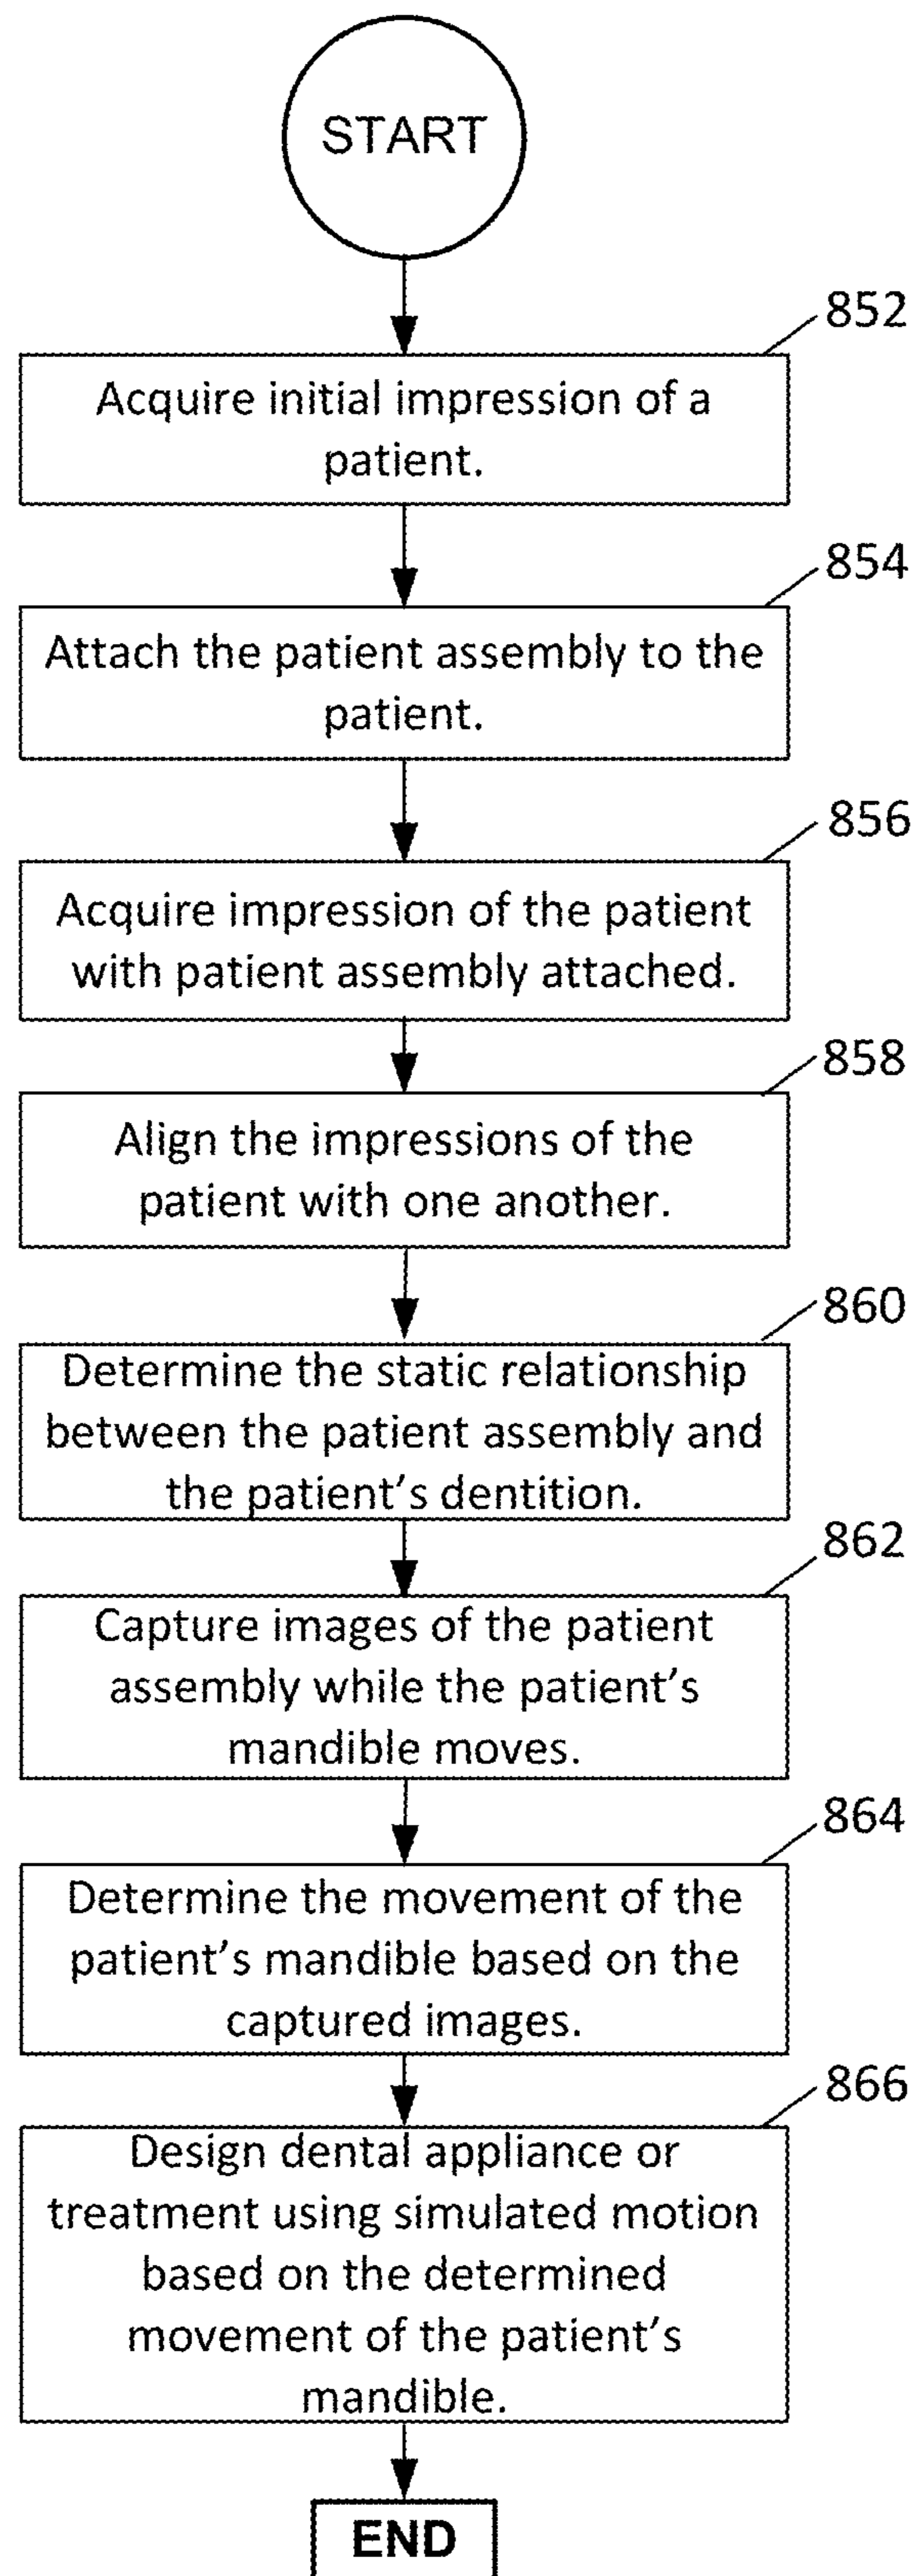 START
852
Acquire initial impression of a
patient.
854
Attach the patient assembly to the
patient.
856
Acquire impression of the patient
with patient assembly attached.
858
Align the impressions of the
patient with one another.
860
Determine the static relationship
between the patient assembly and
the patient's dentition.
862
Capture images of the patient
assembly while the patient's
mandible moves.
864
Determine the movement of the
patient's mandible based on the
captured images.
866
Design dental appliance or
treatment using simulated motion
based on the determined
movement of the patient's
mandible.
END